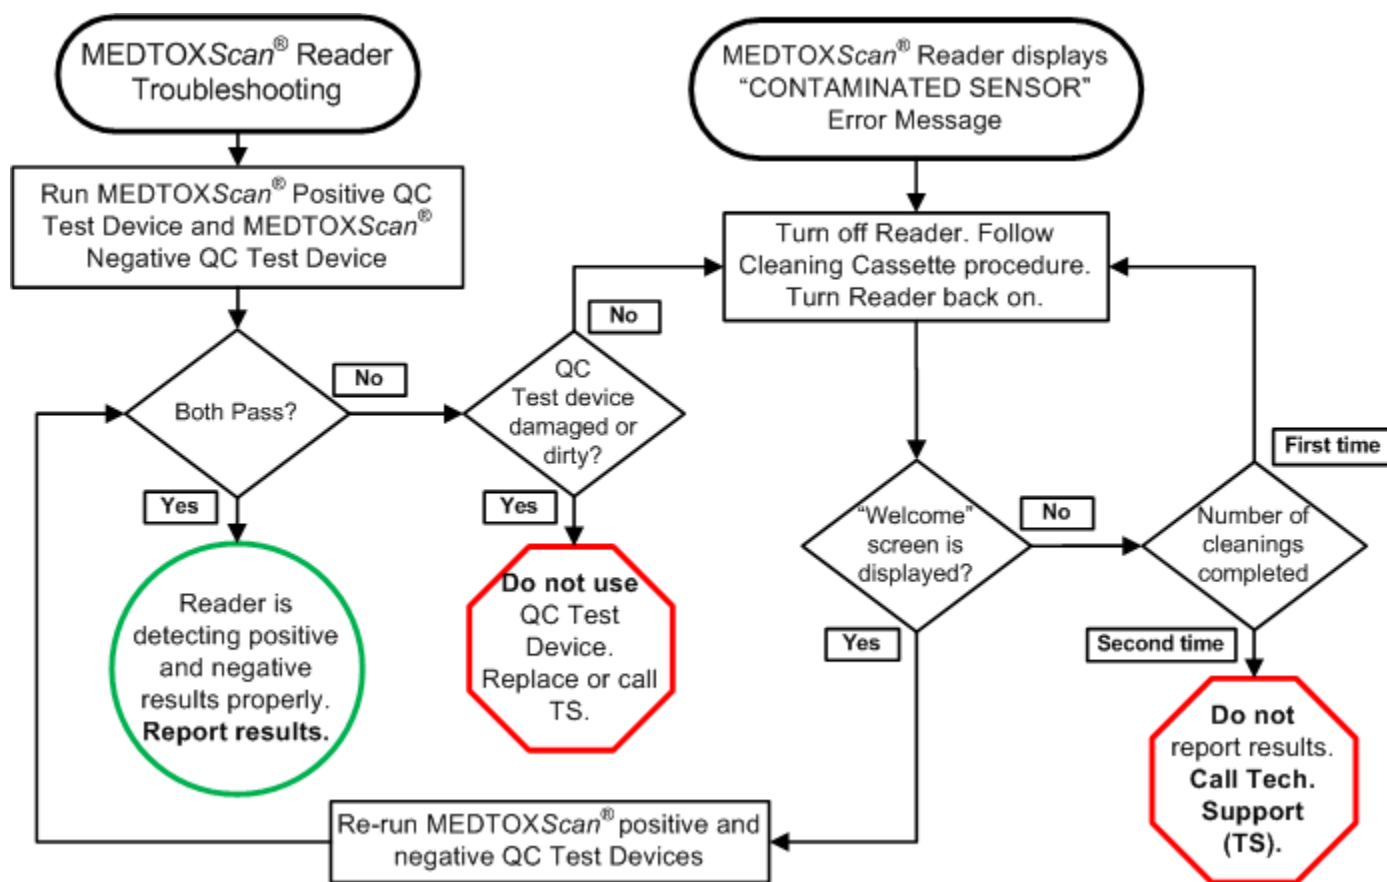 MEDTOXScan® Reader
Troubleshooting
Run MEDTOXScan® Positive QC
Test Device and MEDTOXScan®
Negative QC Test Device
Both Pass?
No
Yes
Reader is
detecting positive
and negative
results properly.
Report results.
QC
Test device
damaged or
dirty?
No
Yes
Do not use
QC Test
Device.
Replace or call
TS.
MEDTOXScan® Reader displays
“CONTAMINATED SENSOR”
Error Message
Turn off Reader. Follow
Cleaning Cassette procedure.
Turn Reader back on.
“Welcome”
screen is
displayed?
No
Yes
Number of
cleanings
completed
First time
Second time
Do not
report results.
Call Tech.
Support
(TS).
Re-run MEDTOXScan® positive and
negative QC Test Devices